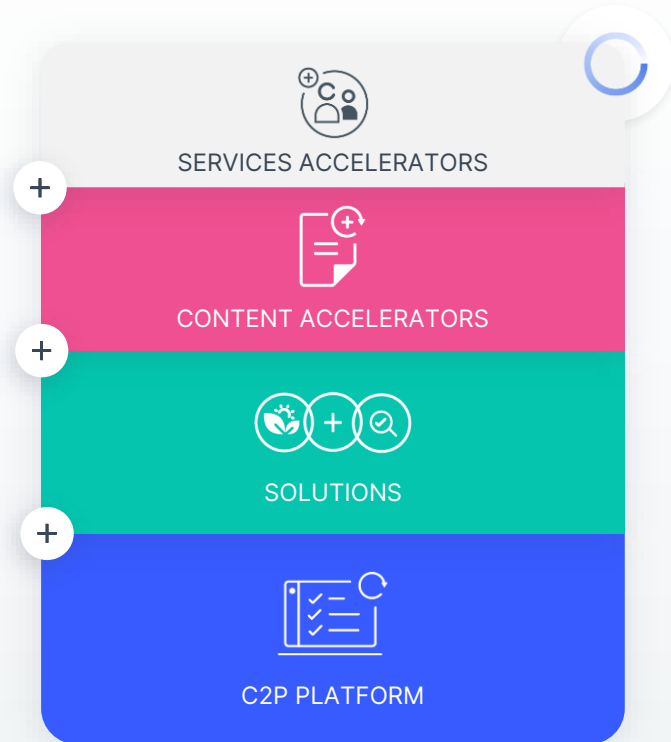 SERVICES ACCELERATORS
CONTENT ACCELERATORS
SOLUTIONS
C2P PLATFORM